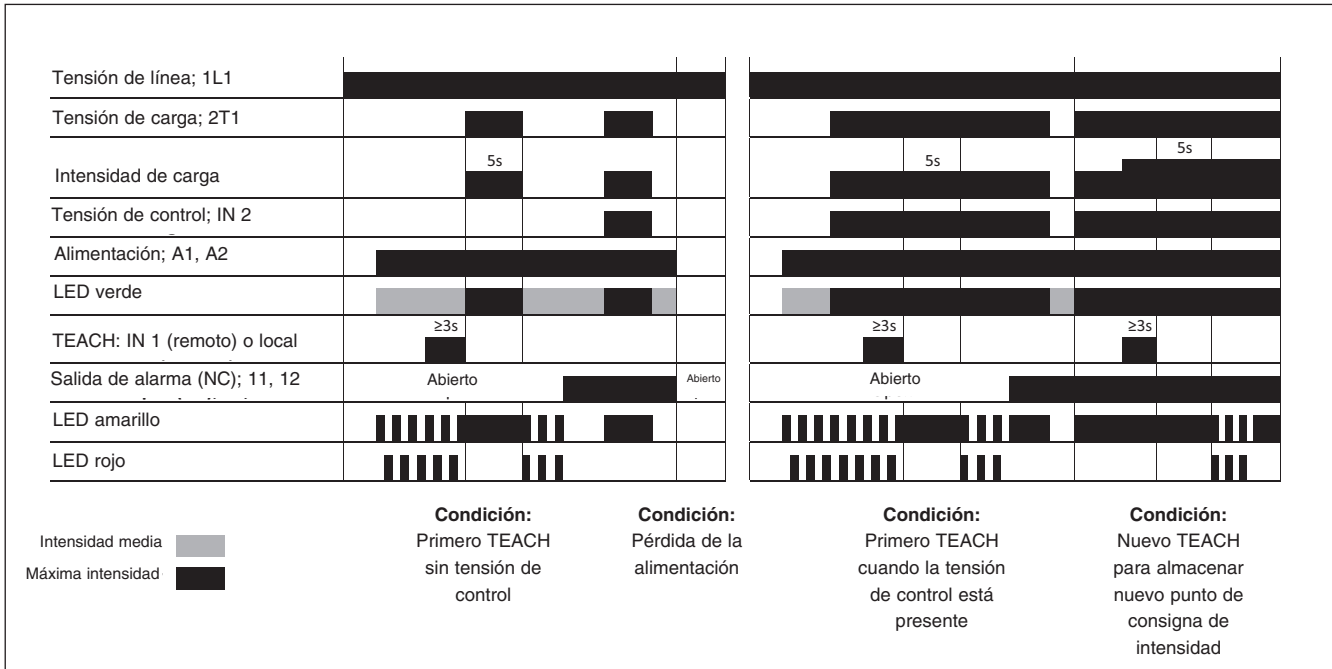 Tensión de línea; 1L1
Tensión de carga; 2T1
5s
5s
5s
Intensidad de carga
Tensión de control; IN 2
Alimentación; A1, A2
LED verde
≥3s
≥3s
≥3s
TEACH: IN 1 (remoto) o local
Salida de alarma (NC); 11, 12
Abierto
Abierto
Abierto
LED amarillo
LED rojo
Intensidad media
Máxima intensidad
Condición:
Primero TEACH
sin tensión de
control
Condición:
Pérdida de la
alimentación
Condición:
Primero TEACH
cuando la tensión
de control está
presente
Condición:
Nuevo TEACH
para almacenar
nuevo punto de
consigna de
intensidad